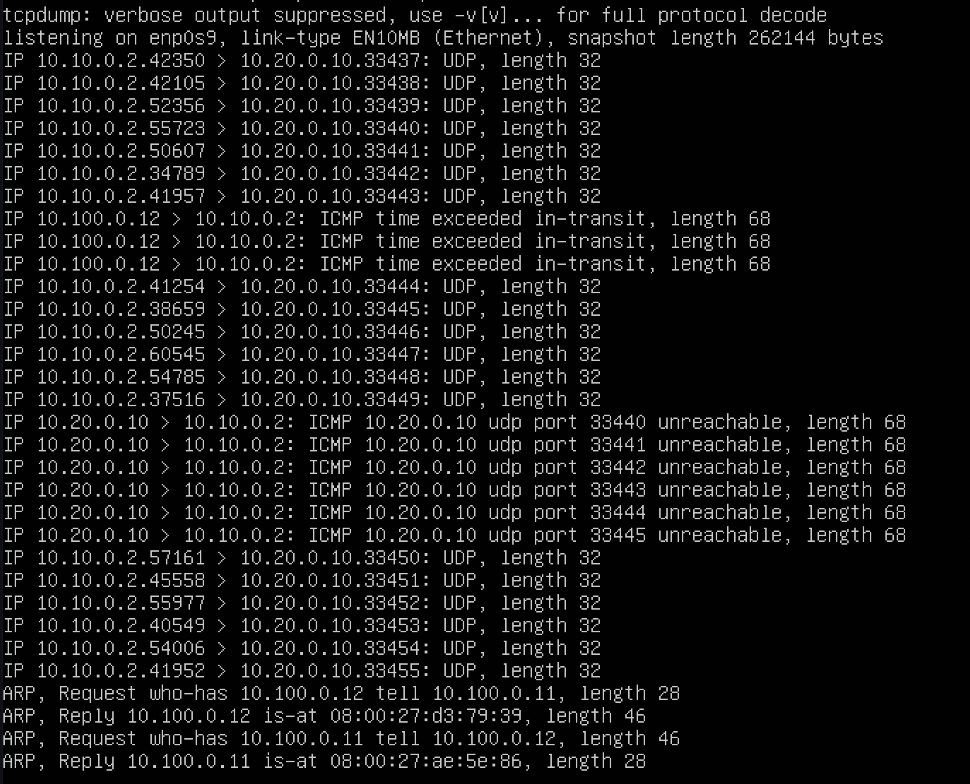 tcpdump: verbose output suppressed, use -v[v]... for full protocol decode
listening on enp0s9, link-type EN10MB (Ethernet), snapshot length 262144 bytes
IP 10.10.0.2.42350 > 10.20.0.10.33437: UDP, length 32
IP 10.10.0.2.42105 > 10.20.0.10.33438: UDP, length 32
IP 10.10.0.2.52356 > 10.20.0.10.33439: UDP, length 32
IP 10.10.0.2.55723 > 10.20.0.10.33440: UDP, length 32
IP 10.10.0.2.50607 > 10.20.0.10.33441: UDP, length 32
IP 10.10.0.2.34789 > 10.20.0.10.33442: UDP, length 32
IP 10.10.0.2.41957 > 10.20.0.10.33443: UDP, length 32
IP 10.100.0.12 > 10.10.0.2: ICMP time exceeded in-transit, length 68
IP 10.100.0.12 > 10.10.0.2: ICMP time exceeded in-transit, length 68
IP 10.100.0.12 > 10.10.0.2: ICMP time exceeded in-transit, length 68
IP 10.10.0.2.41254 > 10.20.0.10.33444: UDP, length 32
IP 10.10.0.2.38659 > 10.20.0.10.33445: UDP, length 32
IP 10.10.0.2.50245 > 10.20.0.10.33446: UDP, length 32
IP 10.10.0.2.60545 > 10.20.0.10.33447: UDP, length 32
IP 10.10.0.2.54785 > 10.20.0.10.33448: UDP, length 32
IP 10.10.0.2.37516 > 10.20.0.10.33449: UDP, length 32
IP 10.20.0.10 > 10.10.0.2: ICMP 10.20.0.10 udp port 33440 unreachable, length 68
IP 10.20.0.10 > 10.10.0.2: ICMP 10.20.0.10 udp port 33441 unreachable, length 68
IP 10.20.0.10 > 10.10.0.2: ICMP 10.20.0.10 udp port 33442 unreachable, length 68
IP 10.20.0.10 > 10.10.0.2: ICMP 10.20.0.10 udp port 33443 unreachable, length 68
IP 10.20.0.10 > 10.10.0.2: ICMP 10.20.0.10 udp port 33444 unreachable, length 68
IP 10.20.0.10 > 10.10.0.2: ICMP 10.20.0.10 udp port 33445 unreachable, length 68
IP 10.10.0.2.57161 > 10.20.0.10.33450: UDP, length 32
IP 10.10.0.2.45558 > 10.20.0.10.33451: UDP, length 32
IP 10.10.0.2.55977 > 10.20.0.10.33452: UDP, length 32
IP 10.10.0.2.40549 > 10.20.0.10.33453: UDP, length 32
IP 10.10.0.2.54006 > 10.20.0.10.33454: UDP, length 32
IP 10.10.0.2.41952 > 10.20.0.10.33455: UDP, length 32
ARP, Request who-has 10.100.0.12 tell 10.100.0.11, length 28
ARP, Reply 10.100.0.12 is-at 08:00:27:d3:79:39, length 46
ARP, Request who-has 10.100.0.11 tell 10.100.0.12, length 46
ARP, Reply 10.100.0.11 is-at 08:00:27:ae:5e:86, length 28